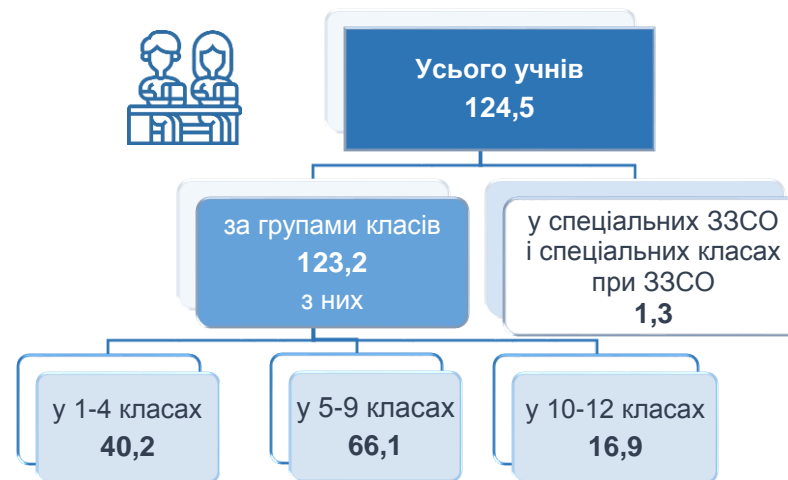 Усього учнів
124,5
за групами класів
123,2
з них
у спеціальних ЗЗСО
і спеціальних класах
при ЗЗСО
1,3
у 1-4 класах
40,2
у 5-9 класах
66,1
у 10-12 класах
16,9